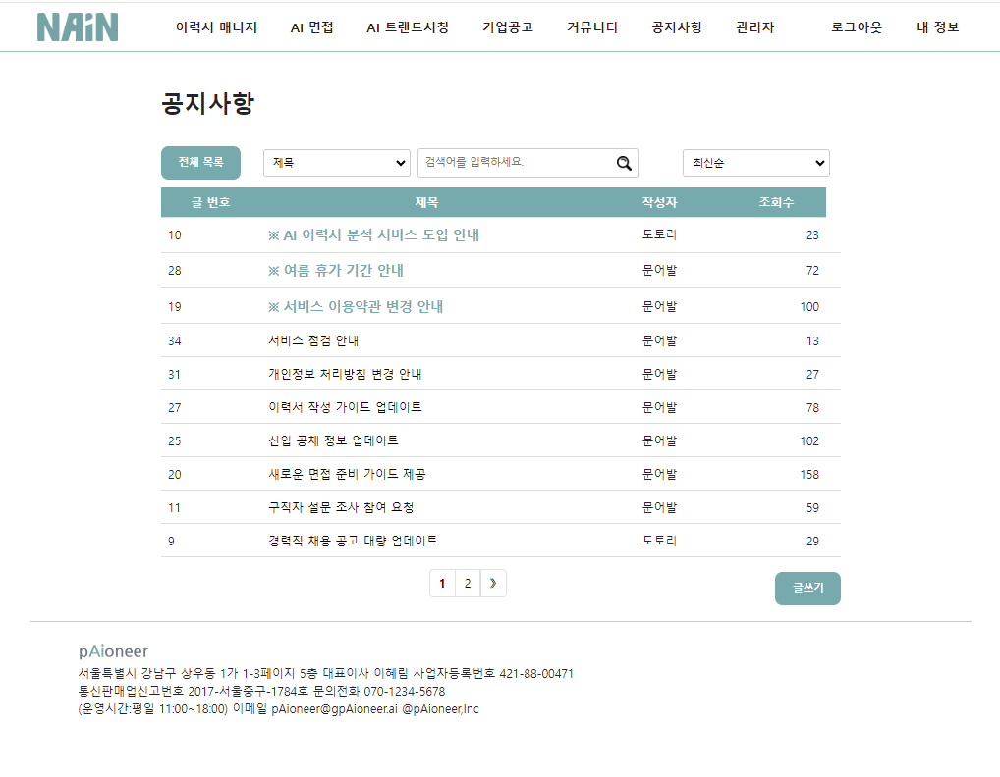 NAiN 이력서 매니저 AI 면접 AI 트랜드서칭 기업공고 커뮤니티 공지사항 관리자 로그아웃 내 정보
공지사항
전체 목록 제목 검색어를 입력하세요. 최신순
글 번호 제목 작성자 조회수
10 ※ AI 이력서 분석 서비스 도입 안내 도토리 23
28 ※ 여름 휴가 기간 안내 문어발 72
19 ※ 서비스 이용약관 변경 안내 문어발 100
34 서비스 점검 안내 문어발 13
31 개인정보 처리방침 변경 안내 문어발 27
27 이력서 작성 가이드 업데이트 문어발 78
25 신입 공채 정보 업데이트 문어발 102
20 새로운 면접 준비 가이드 제공 문어발 158
11 구직자 설문 조사 참여 요청 문어발 59
9 경력직 채용 공고 대량 업데이트 도토리 29
1 2 》
글쓰기
pAioneer
서울특별시 강남구 상우동 1가 1-3페이지 5층 대표이사 이혜림 사업자등록번호 421-88-00471
통신판매업신고번호 2017-서울중구-1784호 문의전화 070-1234-5678
(운영시간:평일 11:00~18:00) 이메일 pAioneer@gpAioneer.ai @pAioneer,Inc